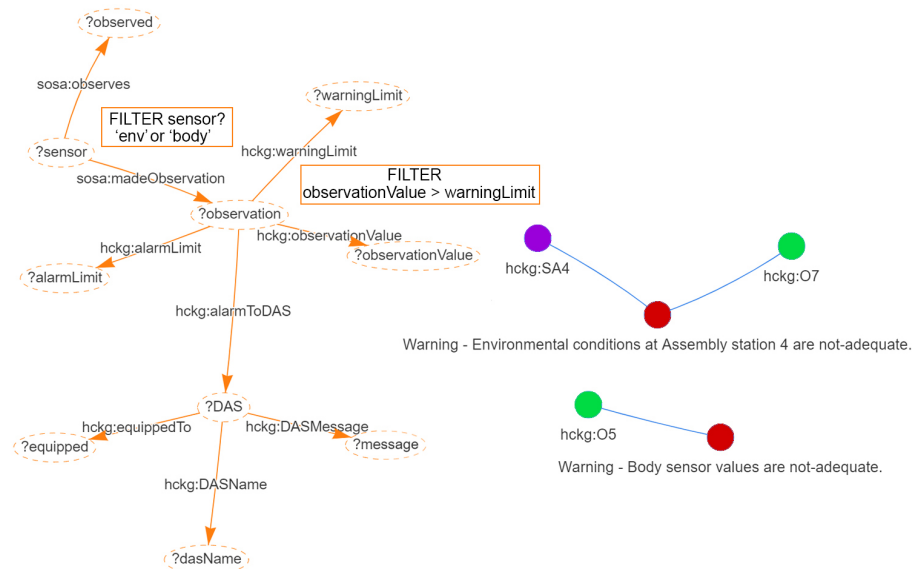 ?observed
sosa:observes
FILTER sensor?
‘env’ or ‘body’
?warningLimit
?sensor
hckg:warningLimit
sosa:madeObservation
FILTER
observationValue > warningLimit
?observation
hckg:observationValue
hckg:alarmLimit
?observationValue
?alarmLimit
hckg:SA4
hckg:O7
hckg:alarmToDAS
Warning - Environmental conditions at Assembly station 4 are not-adequate.
?DAS
hckg:equippedTo
hckg:DASMessage
?equipped
?message
hckg:O5
Warning - Body sensor values are not-adequate.
hckg:DASName
?dasName